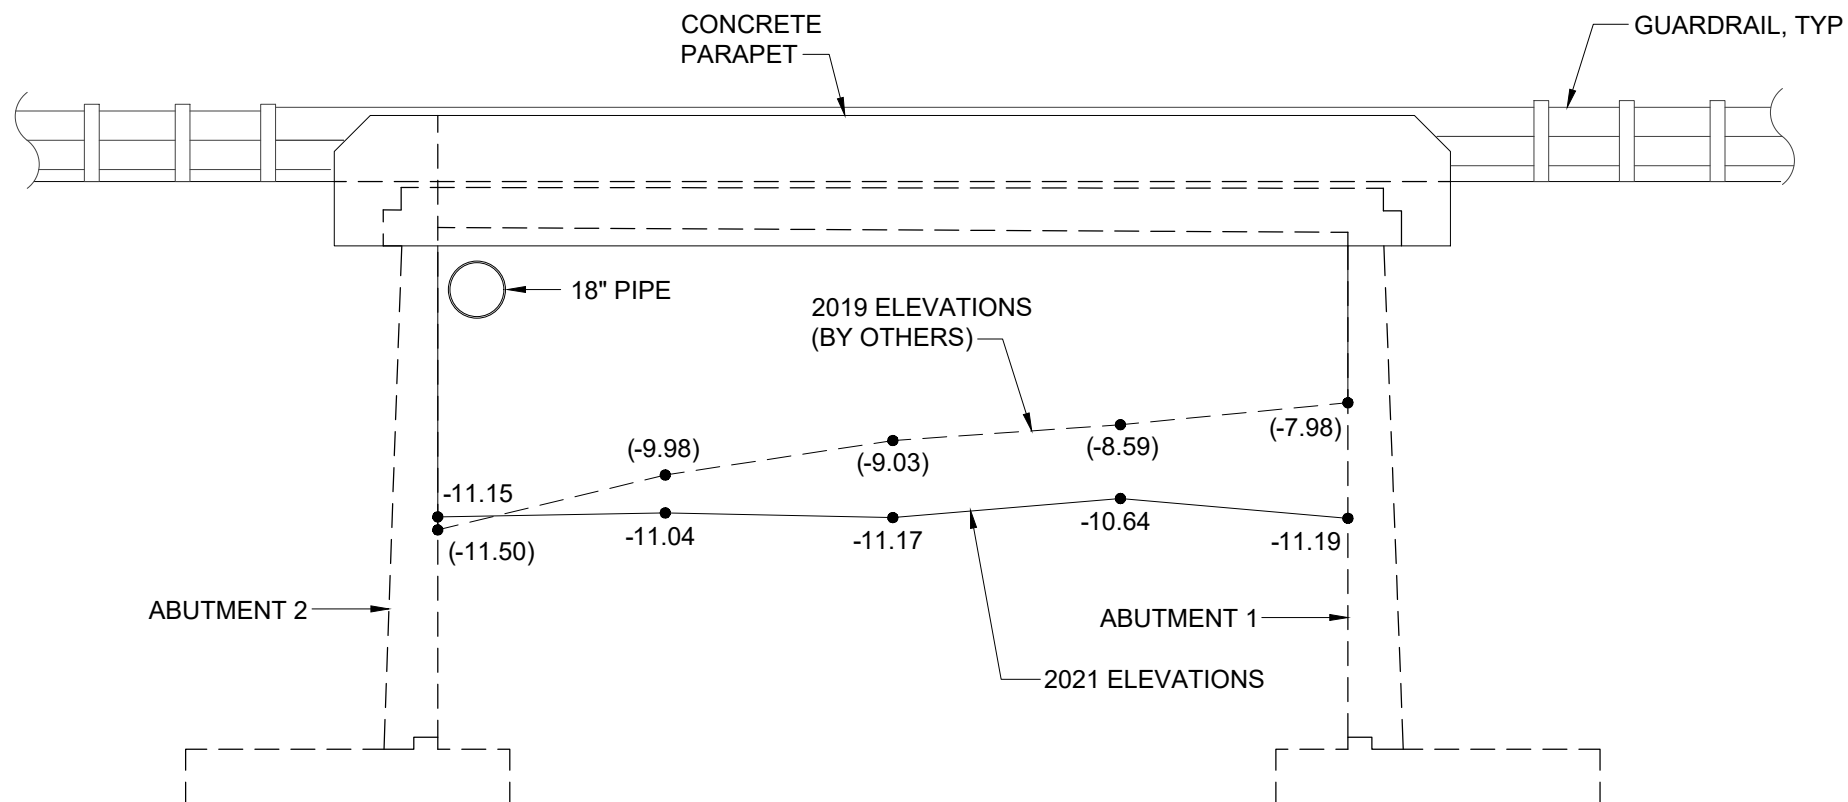 CONCRETE
PARAPET
GUARDRAIL, TYP
18" PIPE
2019 ELEVATIONS
(BY OTHERS)
(-9.98)
(-9.03)
(-8.59)
(-7.98)
-11.15
(-11.50)
-11.04
-11.17
-10.64
-11.19
ABUTMENT 2
ABUTMENT 1
2021 ELEVATIONS